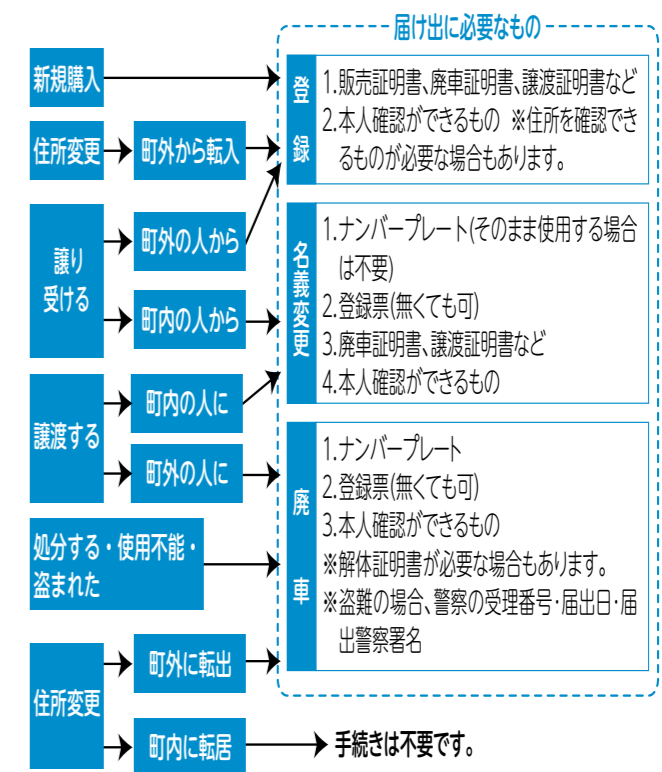 届け出に必要なもの
新規購入
住所変更
町外から転入
譲り
受ける
町外の人から
町内の人から
譲渡する
町内の人に
町外の人に
処分する・使用不能・
盗まれた
住所変更
町外に転出
町内に転居
手続きは不要です。
登録
1.販売証明書、廃車証明書、譲渡証明書など
2.本人確認ができるもの ※住所を確認でき
るものが必要な場合もあります。
名義変更
1.ナンバープレート(そのまま使用する場合
は不要)
2.登録票(無くても可)
3.廃車証明書、譲渡証明書など
4.本人確認ができるもの
廃車
1.ナンバープレート
2.登録票(無くても可)
3.本人確認ができるもの
※解体証明書が必要な場合もあります。
※盗難の場合、警察の受理番号・届出日・届
出警察署名